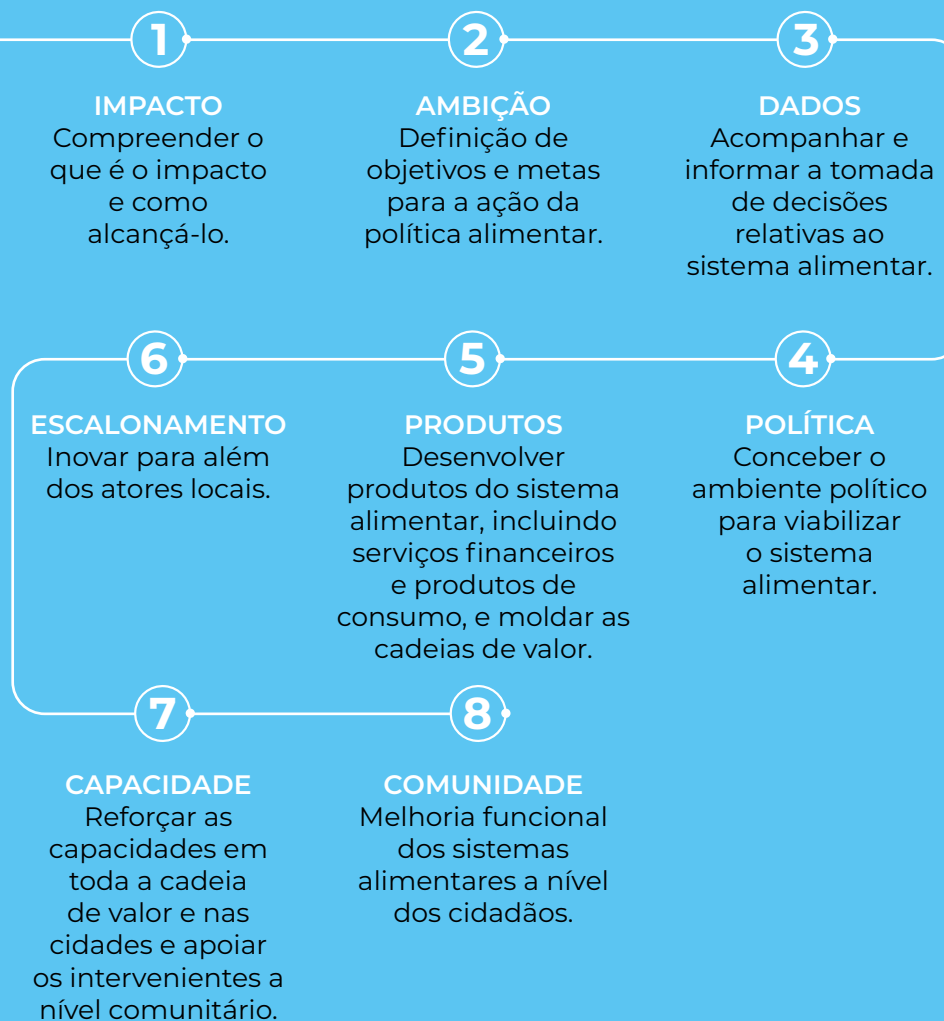 1
IMPACTO
Compreender o
que é o impacto
e como
alcançá-lo.
2
AMBIÇÃO
Definição de
objetivos e metas
para a ação da
política alimentar.
3
DADOS
Acompanhar e
informar a tomada
de decisões
relativas ao
sistema alimentar.
4
POLÍTICA
Conceber o
ambiente político
para viabilizar
o sistema
alimentar.
5
PRODUTOS
Desenvolver
produtos do sistema
alimentar, incluindo
serviços financeiros
e produtos de
consumo, e moldar as
cadeias de valor.
6
ESCALONAMENTO
Inovar para além
dos atores locais.
7
CAPACIDADE
Reforçar as
capacidades em
toda a cadeia
de valor e nas
cidades e apoiar
os intervenientes a
nível comunitário.
8
COMUNIDADE
Melhoria funcional
dos sistemas
alimentares a nível
dos cidadãos.